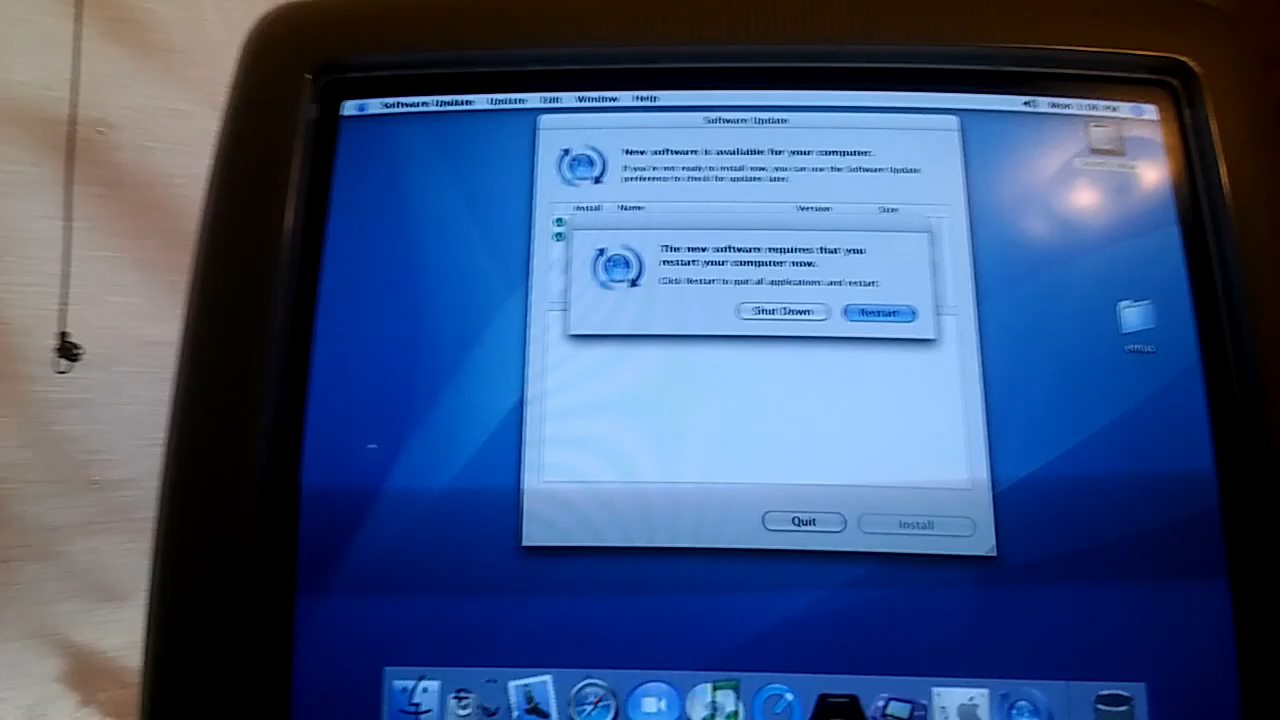 Software Update Update Edit Window Help
Software Update
New software is available for your computer.
If you're not ready to install now, you can use the Software Update
preference to check for updates later.
Install Name Version Size
The new software requires that you
restart your computer now.
Click Restart to quit all applications and restart.
Shut Down Restart
Quit Install